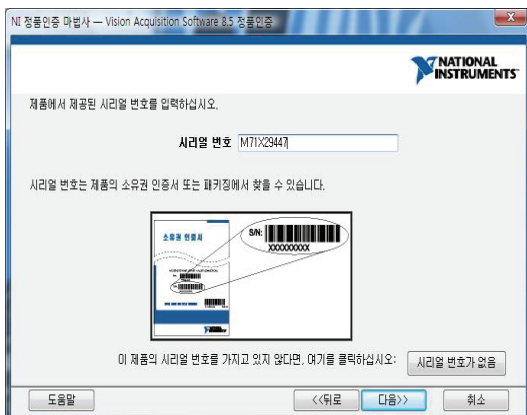 NI 정품인증 마법사 — Vision Acquisition Software 8.5 정품인증
NATIONAL
INSTRUMENTS
제품에서 제공된 시리얼 번호를 입력하십시오.
시리얼 번호 M71X29447
시리얼 번호는 제품의 소유권 인증서 또는 패키징에서 찾을 수 있습니다.
소유권 인증서
S/N:
XXXXXXXXX
이 제품의 시리얼 번호를 가지고 있지 않다면, 여기를 클릭하십시오:
시리얼 번호가 없음
도움말
<<뒤로
다음>>
취소